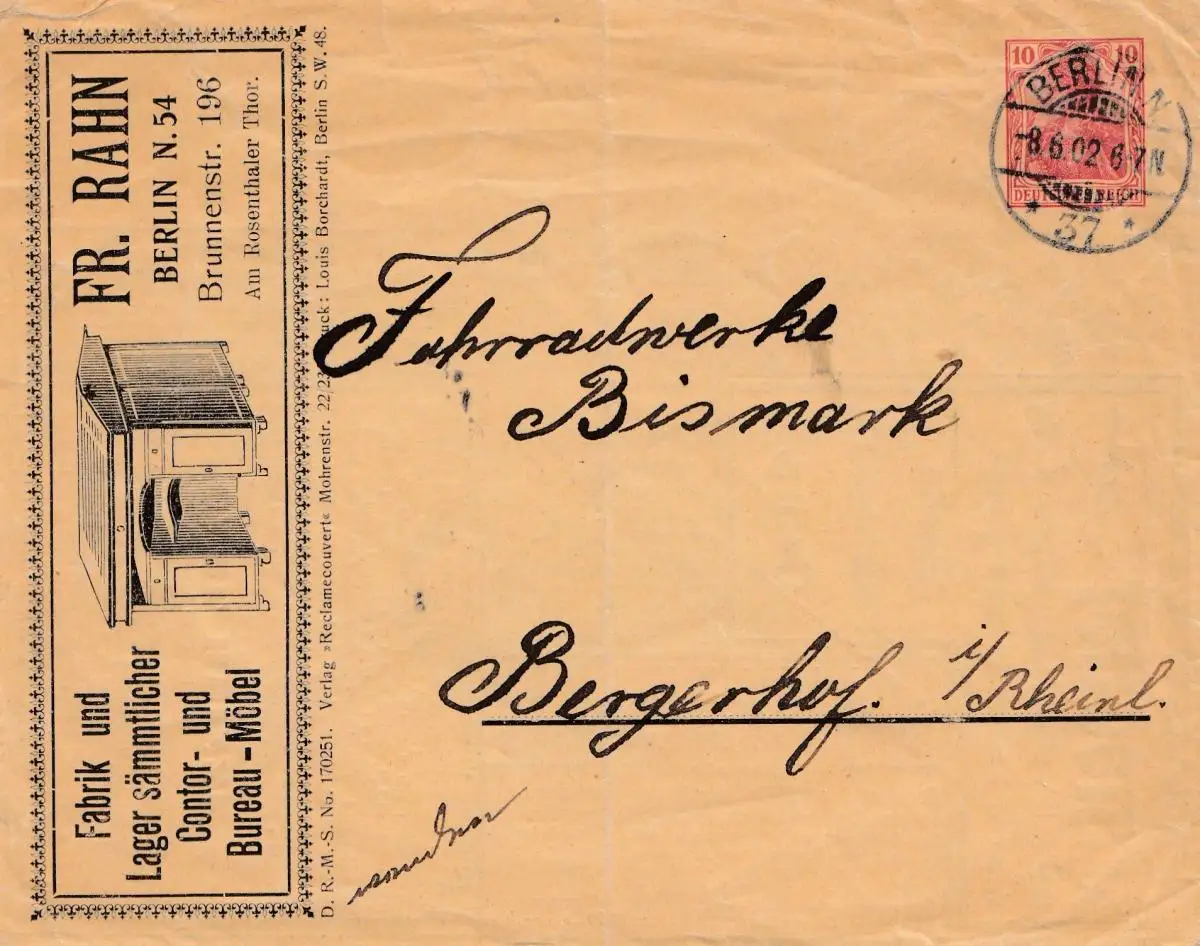 FR. RAHN
BERLIN N. 54
Brunnenstr. 196
Am Rosenthaler Thor.
Fabrik und
Lager sämmtlicher
Contor- und
Bureau-Möbel
D. R.-M.-S. No. 170251. Verlag »Reclamecouvert« Mohrenstr. 22/23 Druck: Louis Borchardt, Berlin S.W. 48.
10 10
DEUTSCHES REICH
BERLIN N
-8.6.02 6-7N
* 37 *
Fahrradwerke
Bismark
Bergerhof. i/Rheinl.